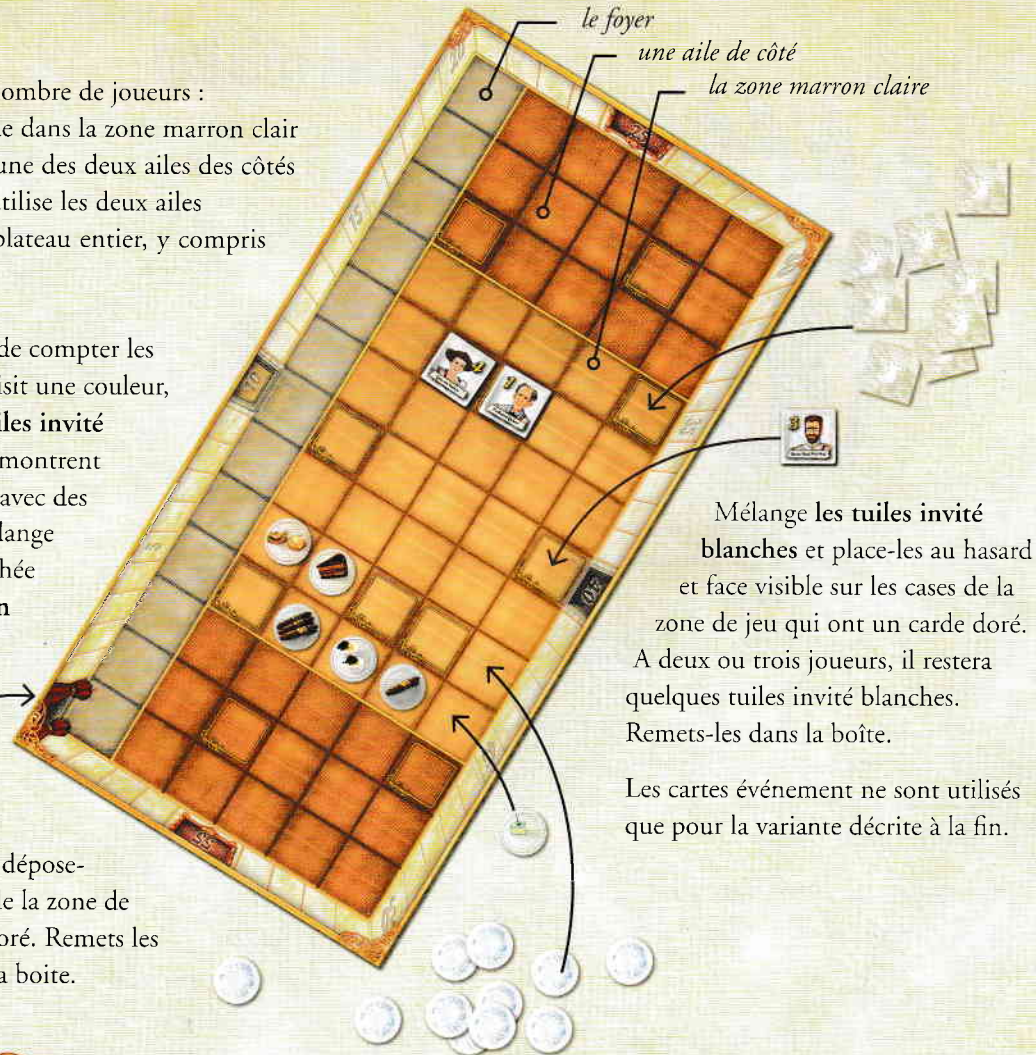 le foyer
une aile de côté
la zone marron claire
ombre de joueurs :
e dans la zone marron clair
une des deux ailes des côtés
utilise les deux ailes
plateau entier, y compris
de compter les
isit une couleur,
iles invité
montrent
avec des
lange
hée
n
dépose-
e la zone de
oré. Remets les
a boite.
Mélange les tuiles invité
blanches et place-les au hasard
et face visible sur les cases de la
zone de jeu qui ont un carde doré.
A deux ou trois joueurs, il restera
quelques tuiles invité blanches.
Remets-les dans la boîte.
Les cartes événement ne sont utilisés
que pour la variante décrite à la fin.